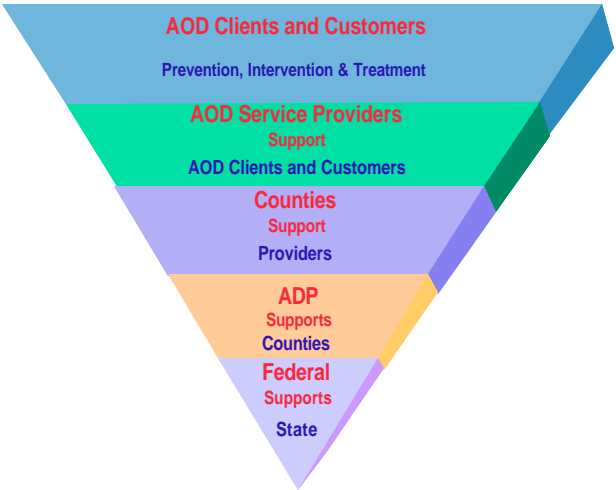 AOD Clients and Customers
Prevention, Intervention & Treatment
AOD Service Providers
Support
AOD Clients and Customers
Counties
Support
Providers
ADP
Supports
Counties
Federal
Supports
State